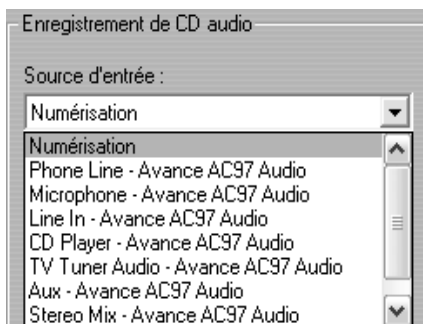 Enregistrement de CD audio
Source d'entrée :
Numérisation
Numérisation
Phone Line - Avance AC97 Audio
Microphone - Avance AC97 Audio
Line In - Avance AC97 Audio
CD Player - Avance AC97 Audio
TV Tuner Audio - Avance AC97 Audio
Aux - Avance AC97 Audio
Stereo Mix - Avance AC97 Audio